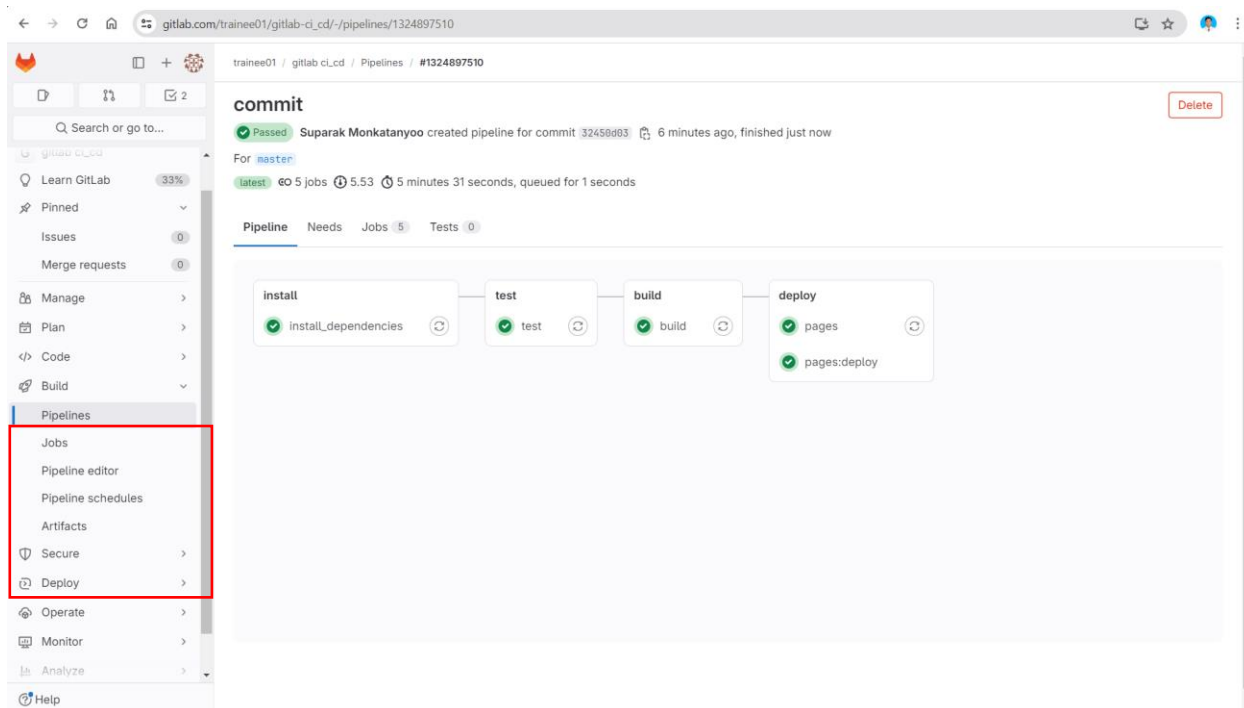 gitlab.com/trainee01/gitlab-ci_cd/-/pipelines/1324897510
2
Search or go to...
G gitlab ci_cd
Learn GitLab 33%
Pinned
Issues 0
Merge requests 0
Manage
Plan
Code
Build
Pipelines
Jobs
Pipeline editor
Pipeline schedules
Artifacts
Secure
Deploy
Operate
Monitor
Analyze
Help
trainee01 / gitlab ci_cd / Pipelines / #1324897510
commit
Delete
Passed Suparak Monkatanyoo created pipeline for commit 32450d03 6 minutes ago, finished just now
For master
latest 5 jobs 5.53 5 minutes 31 seconds, queued for 1 seconds
Pipeline Needs Jobs 5 Tests 0
install
install_dependencies
test
test
build
build
deploy
pages
pages:deploy